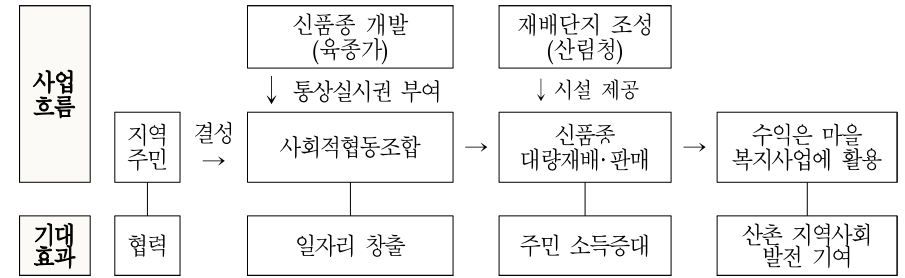 사업
흐름
신품종 개발
(육종가)
재배단지 조성
(산림청)
↓ 통상실시권 부여
↓ 시설 제공
지역
주민
결성
→
사회적협동조합
→
신품종
대량재배·판매
→
수익은 마을
복지사업에 활용
기대
효과
협력
일자리 창출
주민 소득증대
산촌 지역사회
발전 기여